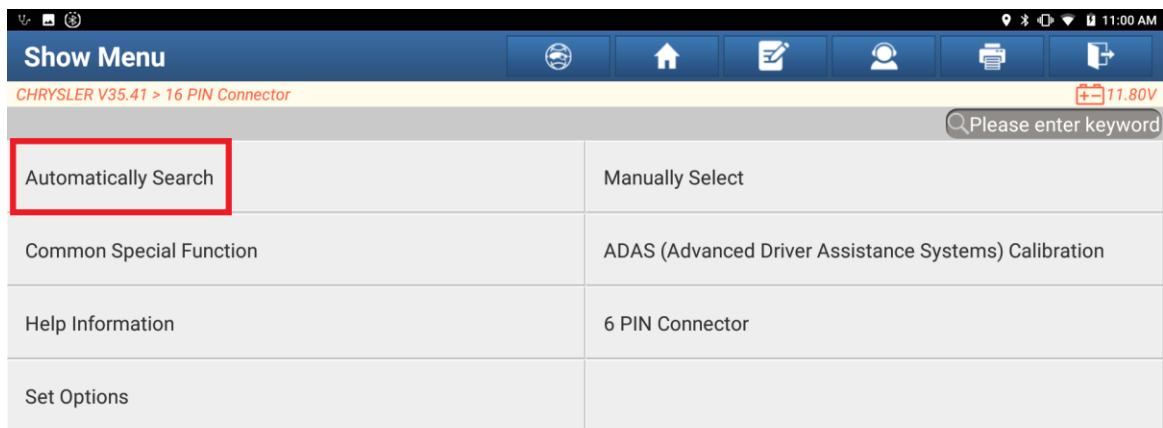 11:00 AM
Show Menu
CHRYSLER V35.41 > 16 PIN Connector
11.80V
Please enter keyword
Automatically Search
Manually Select
Common Special Function
ADAS (Advanced Driver Assistance Systems) Calibration
Help Information
6 PIN Connector
Set Options